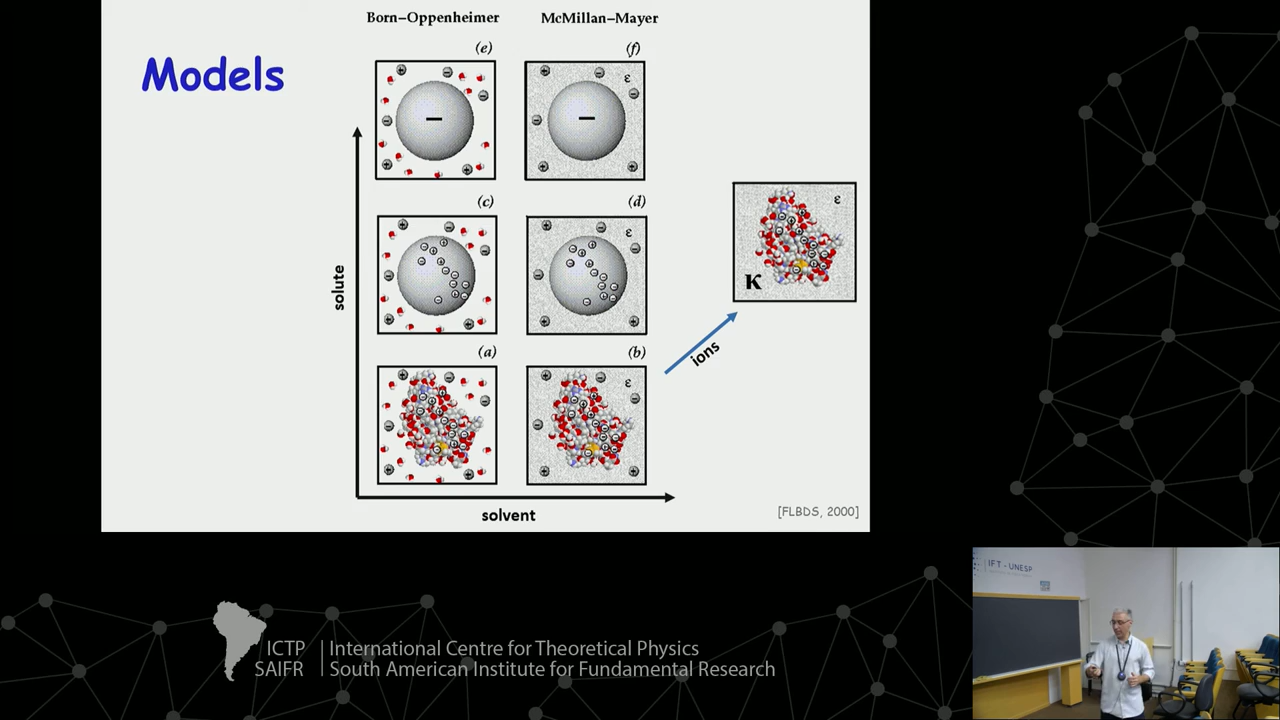 Born–Oppenheimer
McMillan–Mayer
Models
(e)
(f)
ε
(c)
(d)
ε
ε
κ
solute
ions
(a)
(b)
ε
solvent
[FLBDS, 2000]
IFT - UNESP
ICTP
SAIFR
International Centre for Theoretical Physics
South American Institute for Fundamental Research